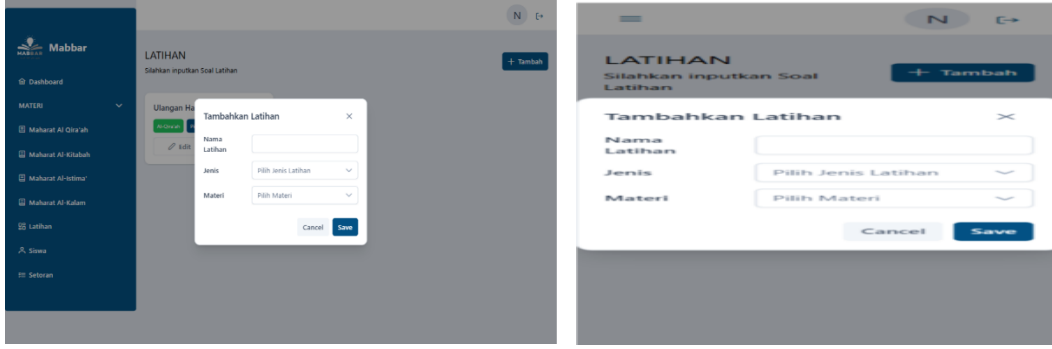 N
MABBAR
Mabbar
Dashboard
MATERI
Maharat Al Qira'ah
Maharat Al-Kitabah
Maharat Al-Istima'
Maharat Al-Kalam
Latihan
Siswa
Setoran
LATIHAN
Silahkan inputkan Soal Latihan
+ Tambah
Ulangan Ha
Edit
Tambahkan Latihan
Nama
Latihan
Jenis
Pilih Jenis Latihan
Materi
Pilih Materi
Cancel
Save
N
LATIHAN
Silahkan inputkan Soal
Latihan
+ Tambah
Tambahkan Latihan
Nama
Latihan
Jenis
Pilih Jenis Latihan
Materi
Pilih Materi
Cancel
Save